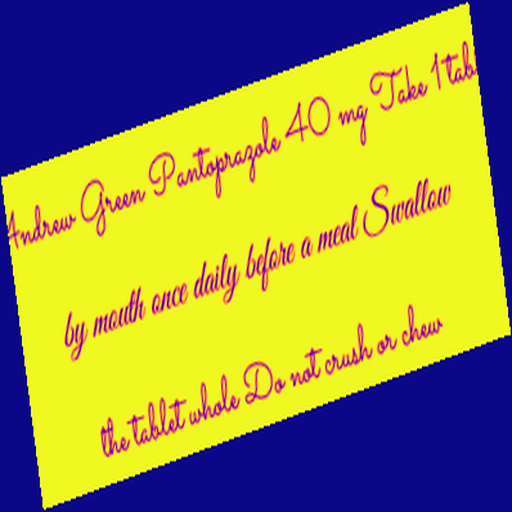 Andrew Green Pantoprazole 40 mg Take 1 tab
by mouth once daily before a meal Swallow
the tablet whole Do not crush or chew